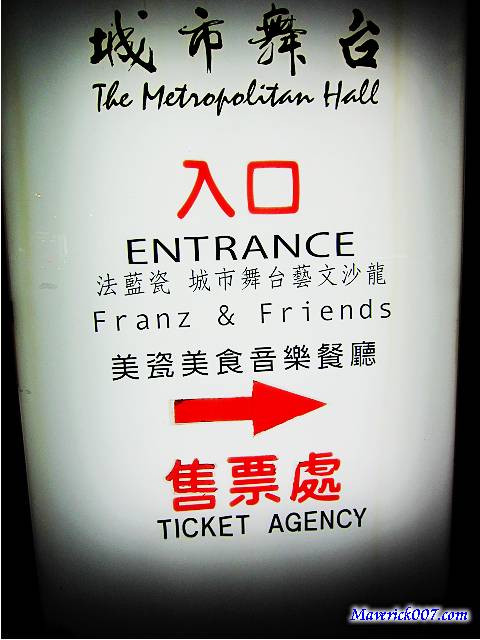 城市舞台
The Metropolitan Hall
入口
ENTRANCE
法藍瓷 城市舞台藝文沙龍
Franz & Friends
美瓷美食音樂餐廳
售票處
TICKET AGENCY
Maverick007.com